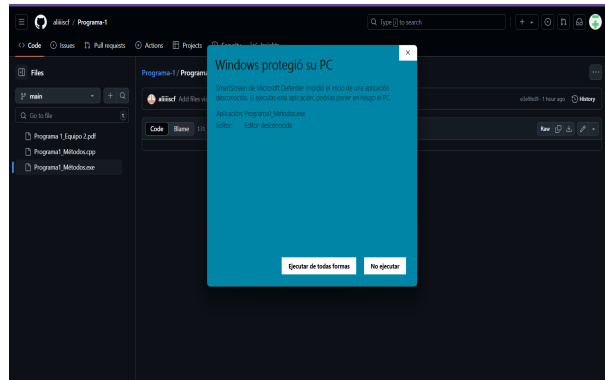 aliiiscf / Programa-1
Type / to search
Code
Issues
Pull requests
Actions
Projects
Files
main
Go to file
t
Programa 1_Equipo 2.pdf
Programa1_Métodos.cpp
Programa1_Métodos.exe
Programa-1 / Programa
aliiiscf Add files vi
1 hour ago
History
Code
Blame
Raw
Windows protegió su PC
SmartScreen de Microsoft Defender impidió el inicio de una aplicación
desconocida. Si ejecutas esta aplicación, podrías poner en riesgo el PC.
Aplicación: Programa1_Métodos.exe
Editor: Editor desconocido
Ejecutar de todas formas
No ejecutar